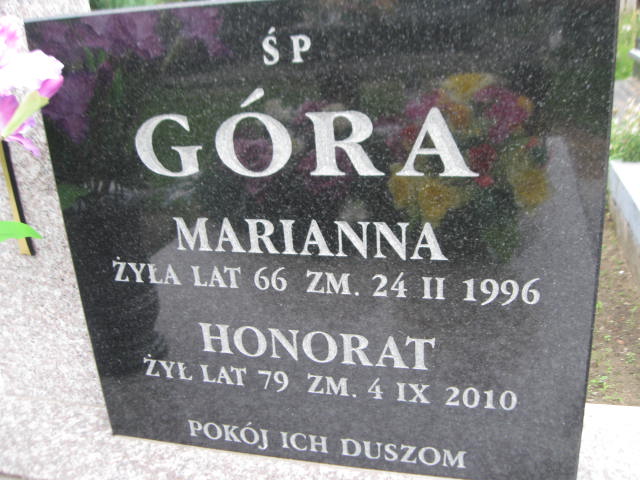 ŚP
GÓRA
MARIANNA
ŻYŁA LAT 66 ZM. 24 II 1996
HONORAT
ŻYŁ LAT 79 ZM. 4 IX 2010
POKÓJ ICH DUSZOM